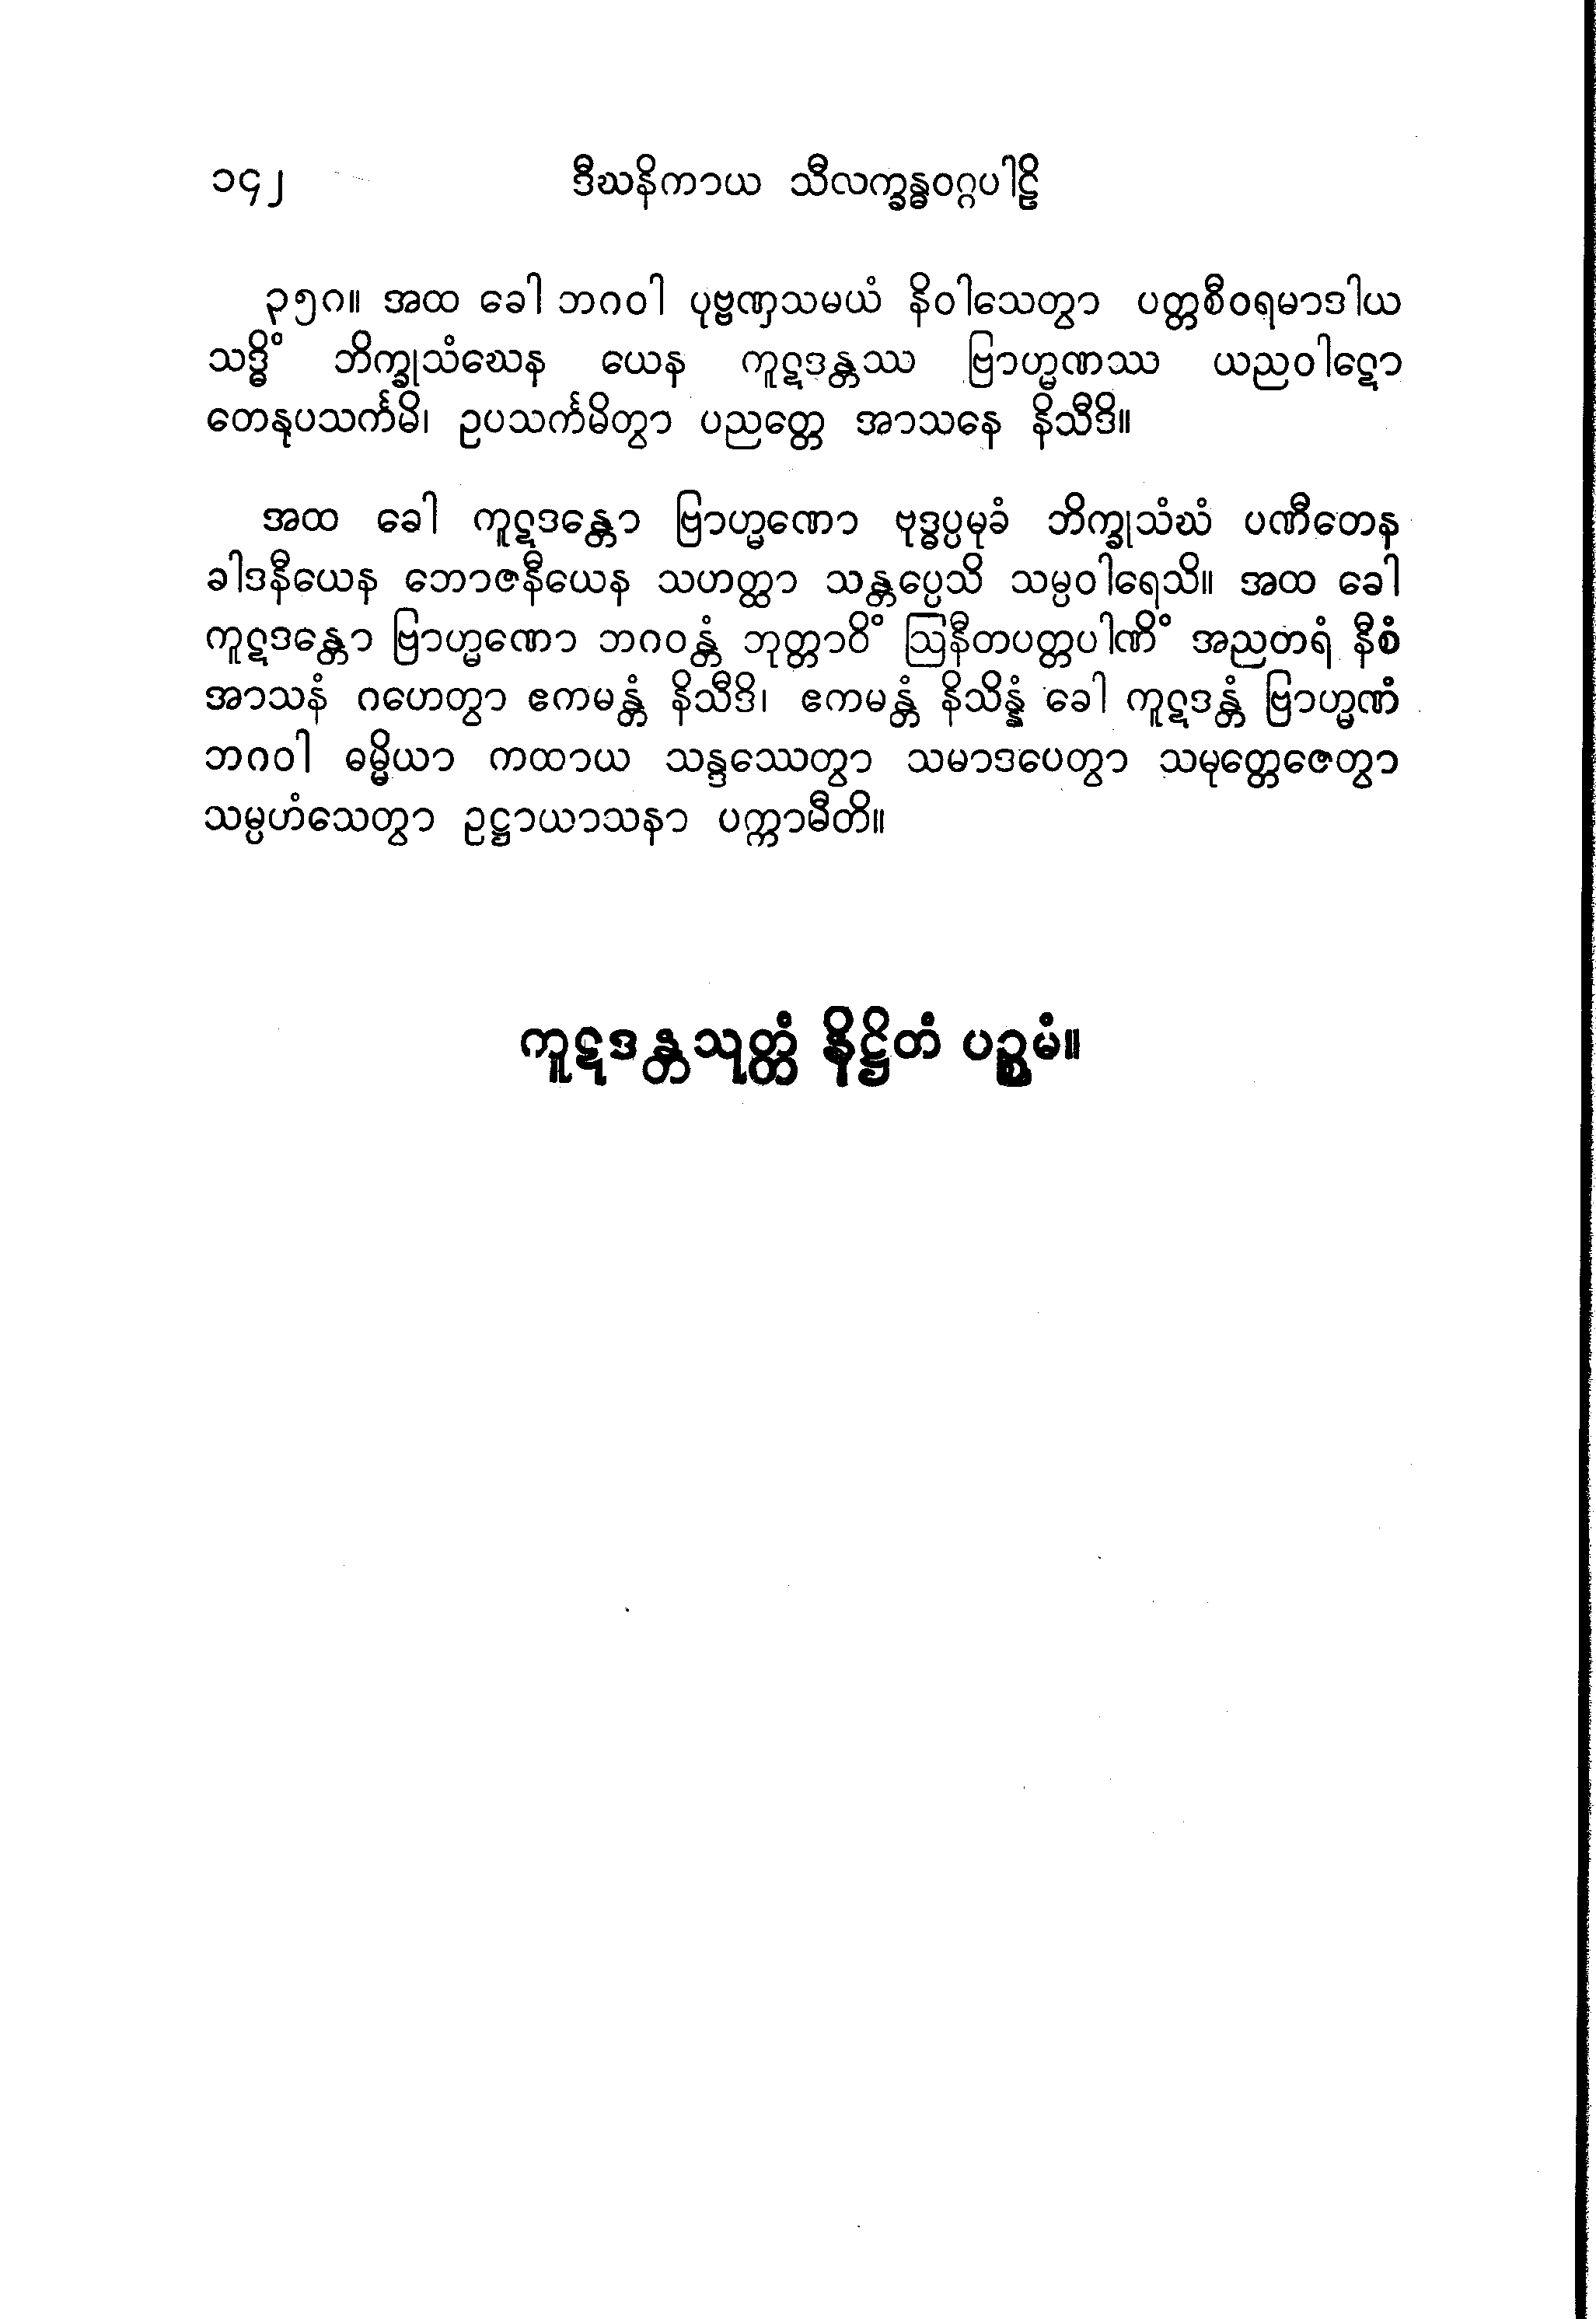 ၁၄၂ ဒီဃနိကာယ သီလက္ခန္ဓဝဂ္ဂပါဠိ
၃၅ဂ။ အထ ခေါ ဘဂဝါ ပုဗ္ဗဏှသမယံ နိဝါသေတွာ ပတ္တစီဝရမာဒါယ
သဒ္ဓိံ ဘိက္ခုသံဃေန ယေန ကူဋဒန္တဿ ဗြာဟ္မဏဿ ယညဝါဋော
တေနုပသင်္ကမိ၊ ဥပသင်္ကမိတွာ ပညတ္တေ အာသနေ နိသီဒိ။
အထ ခေါ ကူဋဒန္တော ဗြာဟ္မဏော ဗုဒ္ဓပ္ပမုခံ ဘိက္ခုသံဃံ ပဏီတေန
ခါဒနီယေန ဘောဇနီယေန သဟတ္ထာ သန္တပ္ပေသိ သမ္ပဝါရေသိ။ အထ ခေါ
ကူဋဒန္တော ဗြာဟ္မဏော ဘဂဝန္တံ ဘုတ္တာဝိံ ဩနီတပတ္တပါဏိံ အညတရံ နီစံ
အာသနံ ဂဟေတွာ ဧကမန္တံ နိသီဒိ၊ ဧကမန္တံ နိသိန္နံ ခေါ ကူဋဒန္တံ ဗြာဟ္မဏံ
ဘဂဝါ ဓမ္မိယာ ကထာယ သန္ဒဿေတွာ သမာဒပေတွာ သမုတ္တေဇေတွာ
သမ္ပဟံသေတွာ ဥဋ္ဌာယာသနာ ပက္ကာမီတိ။
ကူဋဒန္တသုတ္တံ နိဋ္ဌိတံ ပဉ္စမံ။